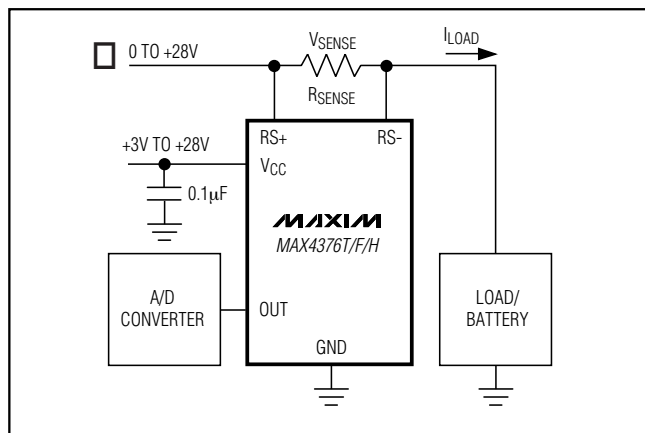 0 TO +28V
VSENSE
ILOAD
RSENSE
RS+
RS-
+3V TO +28V
VCC
0.1µF
MAXIM
MAX4376T/F/H
A/D
CONVERTER
OUT
LOAD/
BATTERY
GND